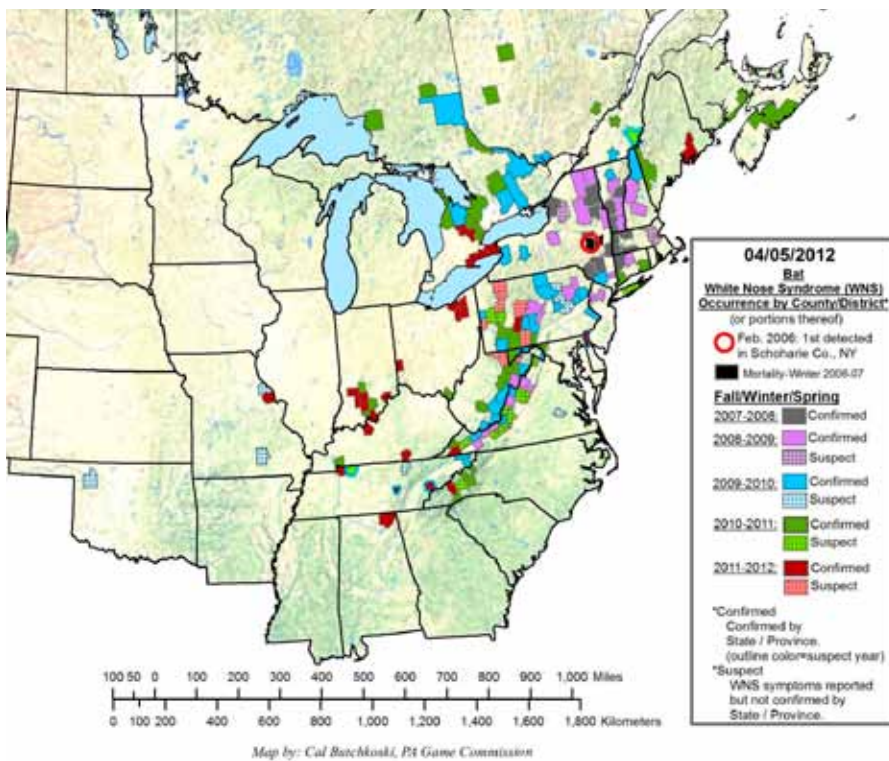 04/05/2012
Bat
White Nose Syndrome (WNS)
Occurrence by County/District*
(or portions thereof)
Feb. 2006: 1st detected
in Schoharie Co., NY
Mortality-Winter 2006-07
Fall/Winter/Spring
2007-2008: Confirmed
2008-2009: Confirmed
Suspect
2009-2010: Confirmed
Suspect
2010-2011: Confirmed
Suspect
2011-2012: Confirmed
Suspect
*Confirmed
Confirmed by
State / Province.
(outline color=suspect year)
*Suspect
WNS symptoms reported
but not confirmed by
State / Province.
100 50 0 100 200 300 400 500 600 700 800 900 1,000 Miles
0 100 200 400 600 800 1,000 1,200 1,400 1,600 1,800 Kilometers
Map by: Cal Butchkoski, PA Game Commission